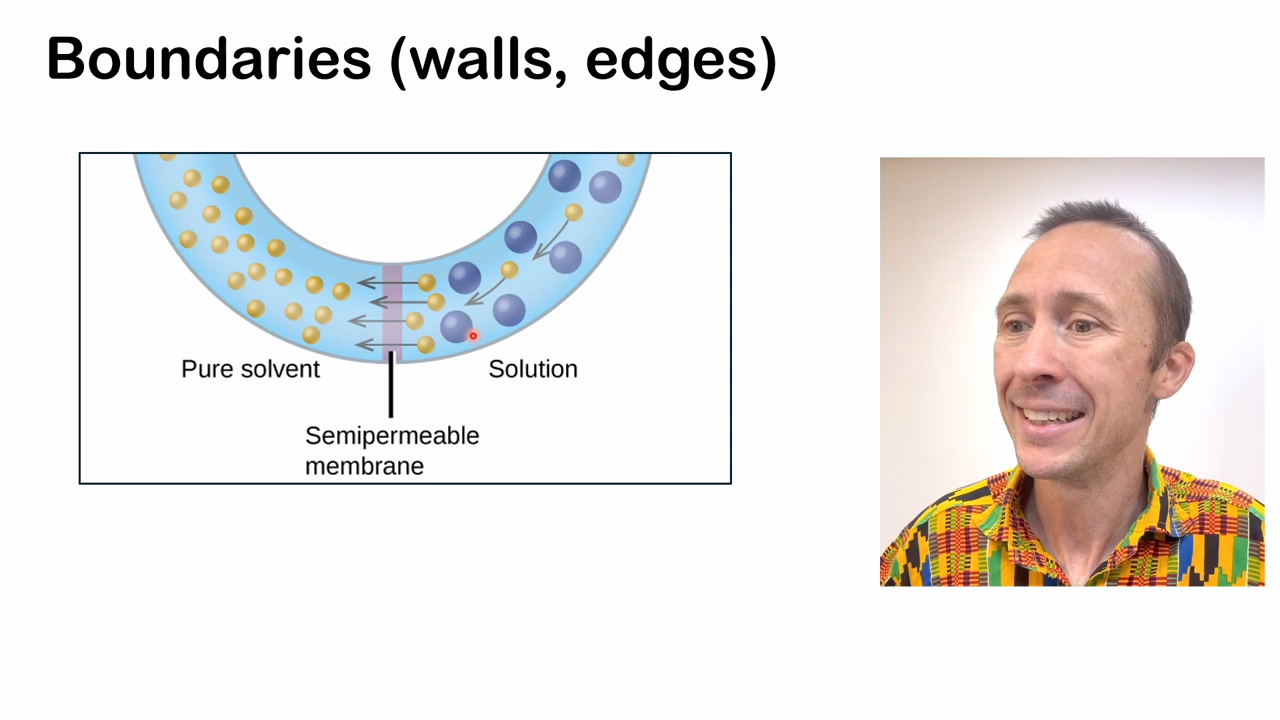 Boundaries (walls, edges)
Pure solvent
Solution
Semipermeable
membrane